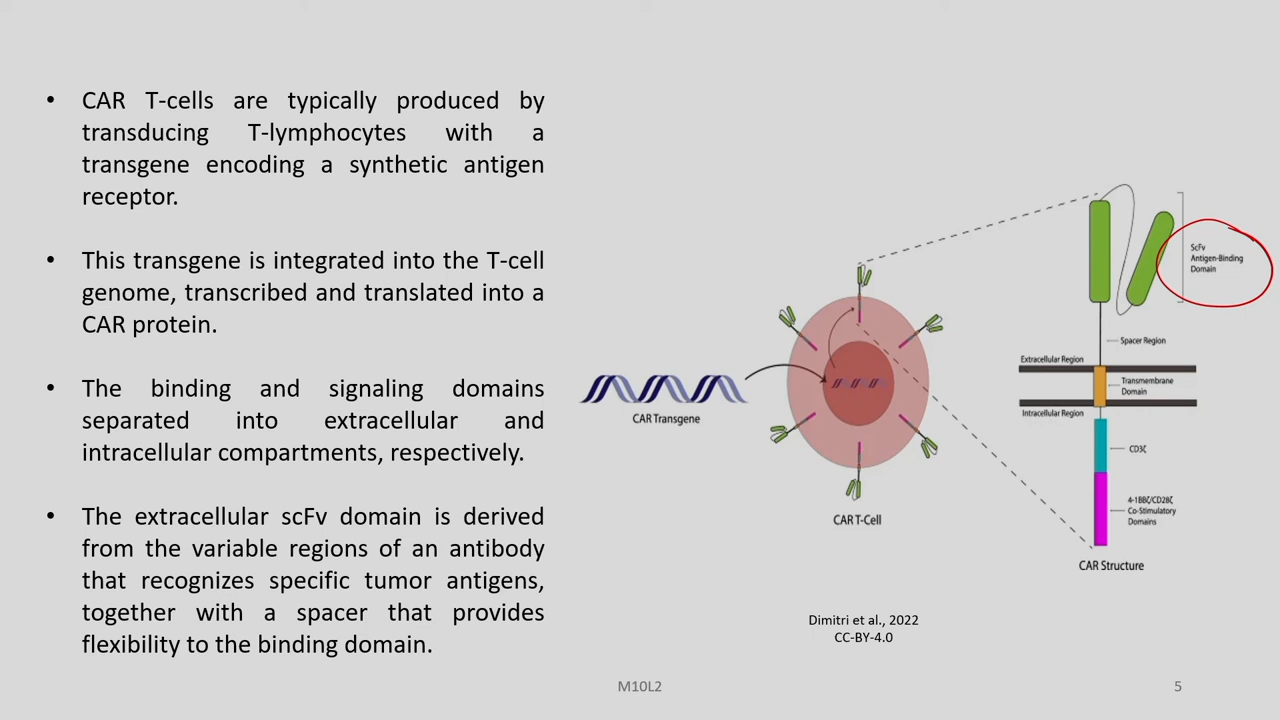 • CAR T-cells are typically produced by
transducing T-lymphocytes with a
transgene encoding a synthetic antigen
receptor.
• This transgene is integrated into the T-cell
genome, transcribed and translated into a
CAR protein.
• The binding and signaling domains
separated into extracellular and
intracellular compartments, respectively.
• The extracellular scFv domain is derived
from the variable regions of an antibody
that recognizes specific tumor antigens,
together with a spacer that provides
flexibility to the binding domain.
CAR Transgene
CAR T-Cell
ScFv
Antigen-Binding
Domain
Spacer Region
Extracellular Region
Transmembrane
Domain
Intracellular Region
CD3ζ
4-1BBζ/CD28ζ
Co-Stimulatory
Domains
CAR Structure
Dimitri et al., 2022
CC-BY-4.0
M10L2
5